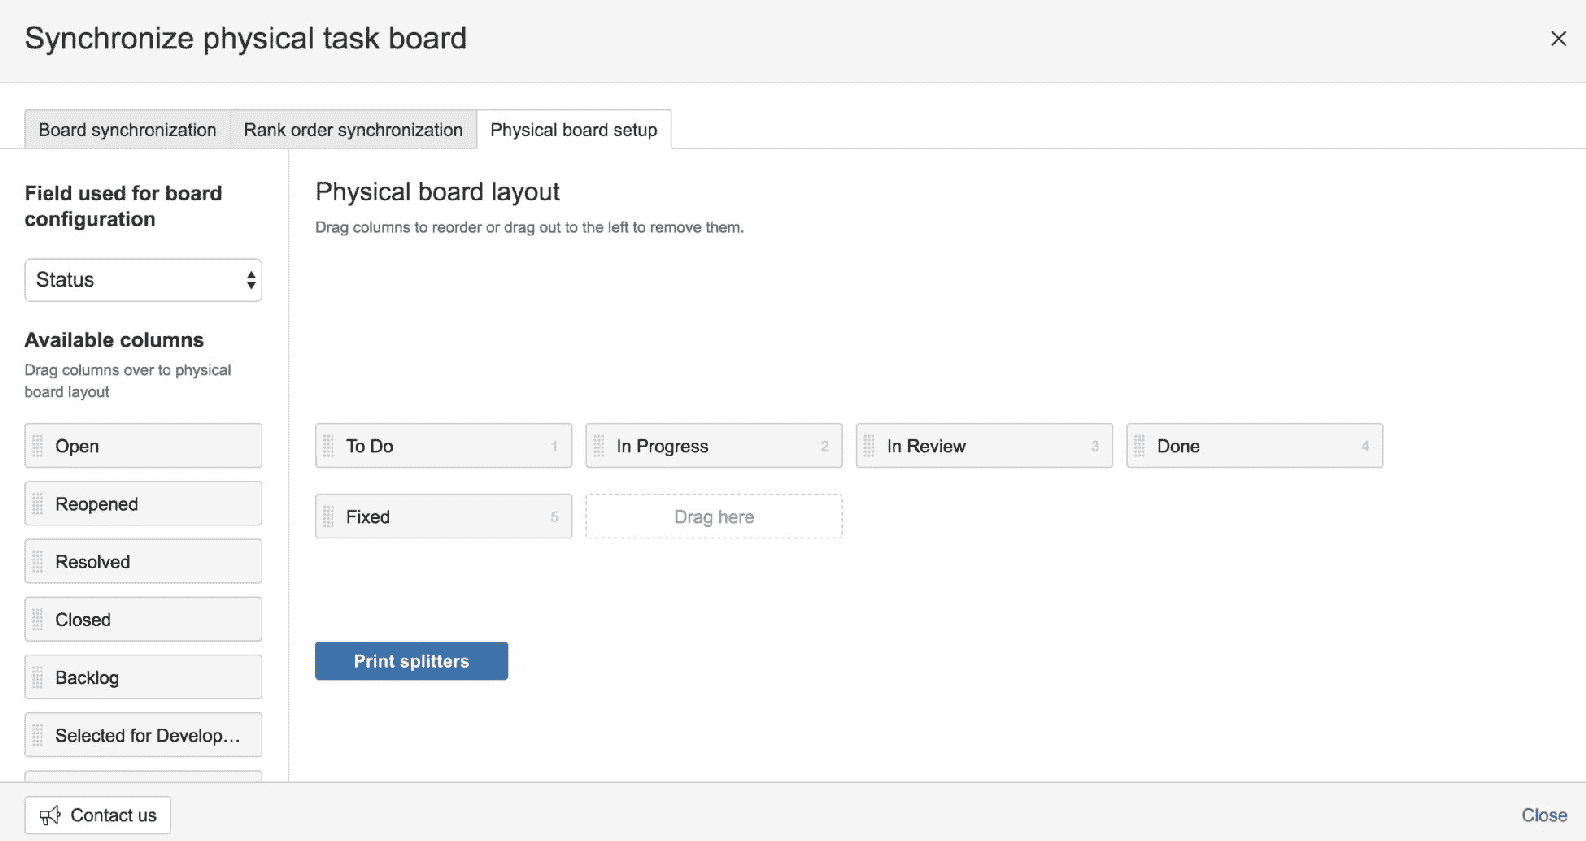 Synchronize physical task board
Board synchronization
Rank order synchronization
Physical board setup
Field used for board
configuration
Status
Available columns
Drag columns over to physical
board layout
Open
Reopened
Resolved
Closed
Backlog
Selected for Develop...
Physical board layout
Drag columns to reorder or drag out to the left to remove them.
To Do 1
In Progress 2
In Review 3
Done 4
Fixed 5
Drag here
Print splitters
Contact us
Close